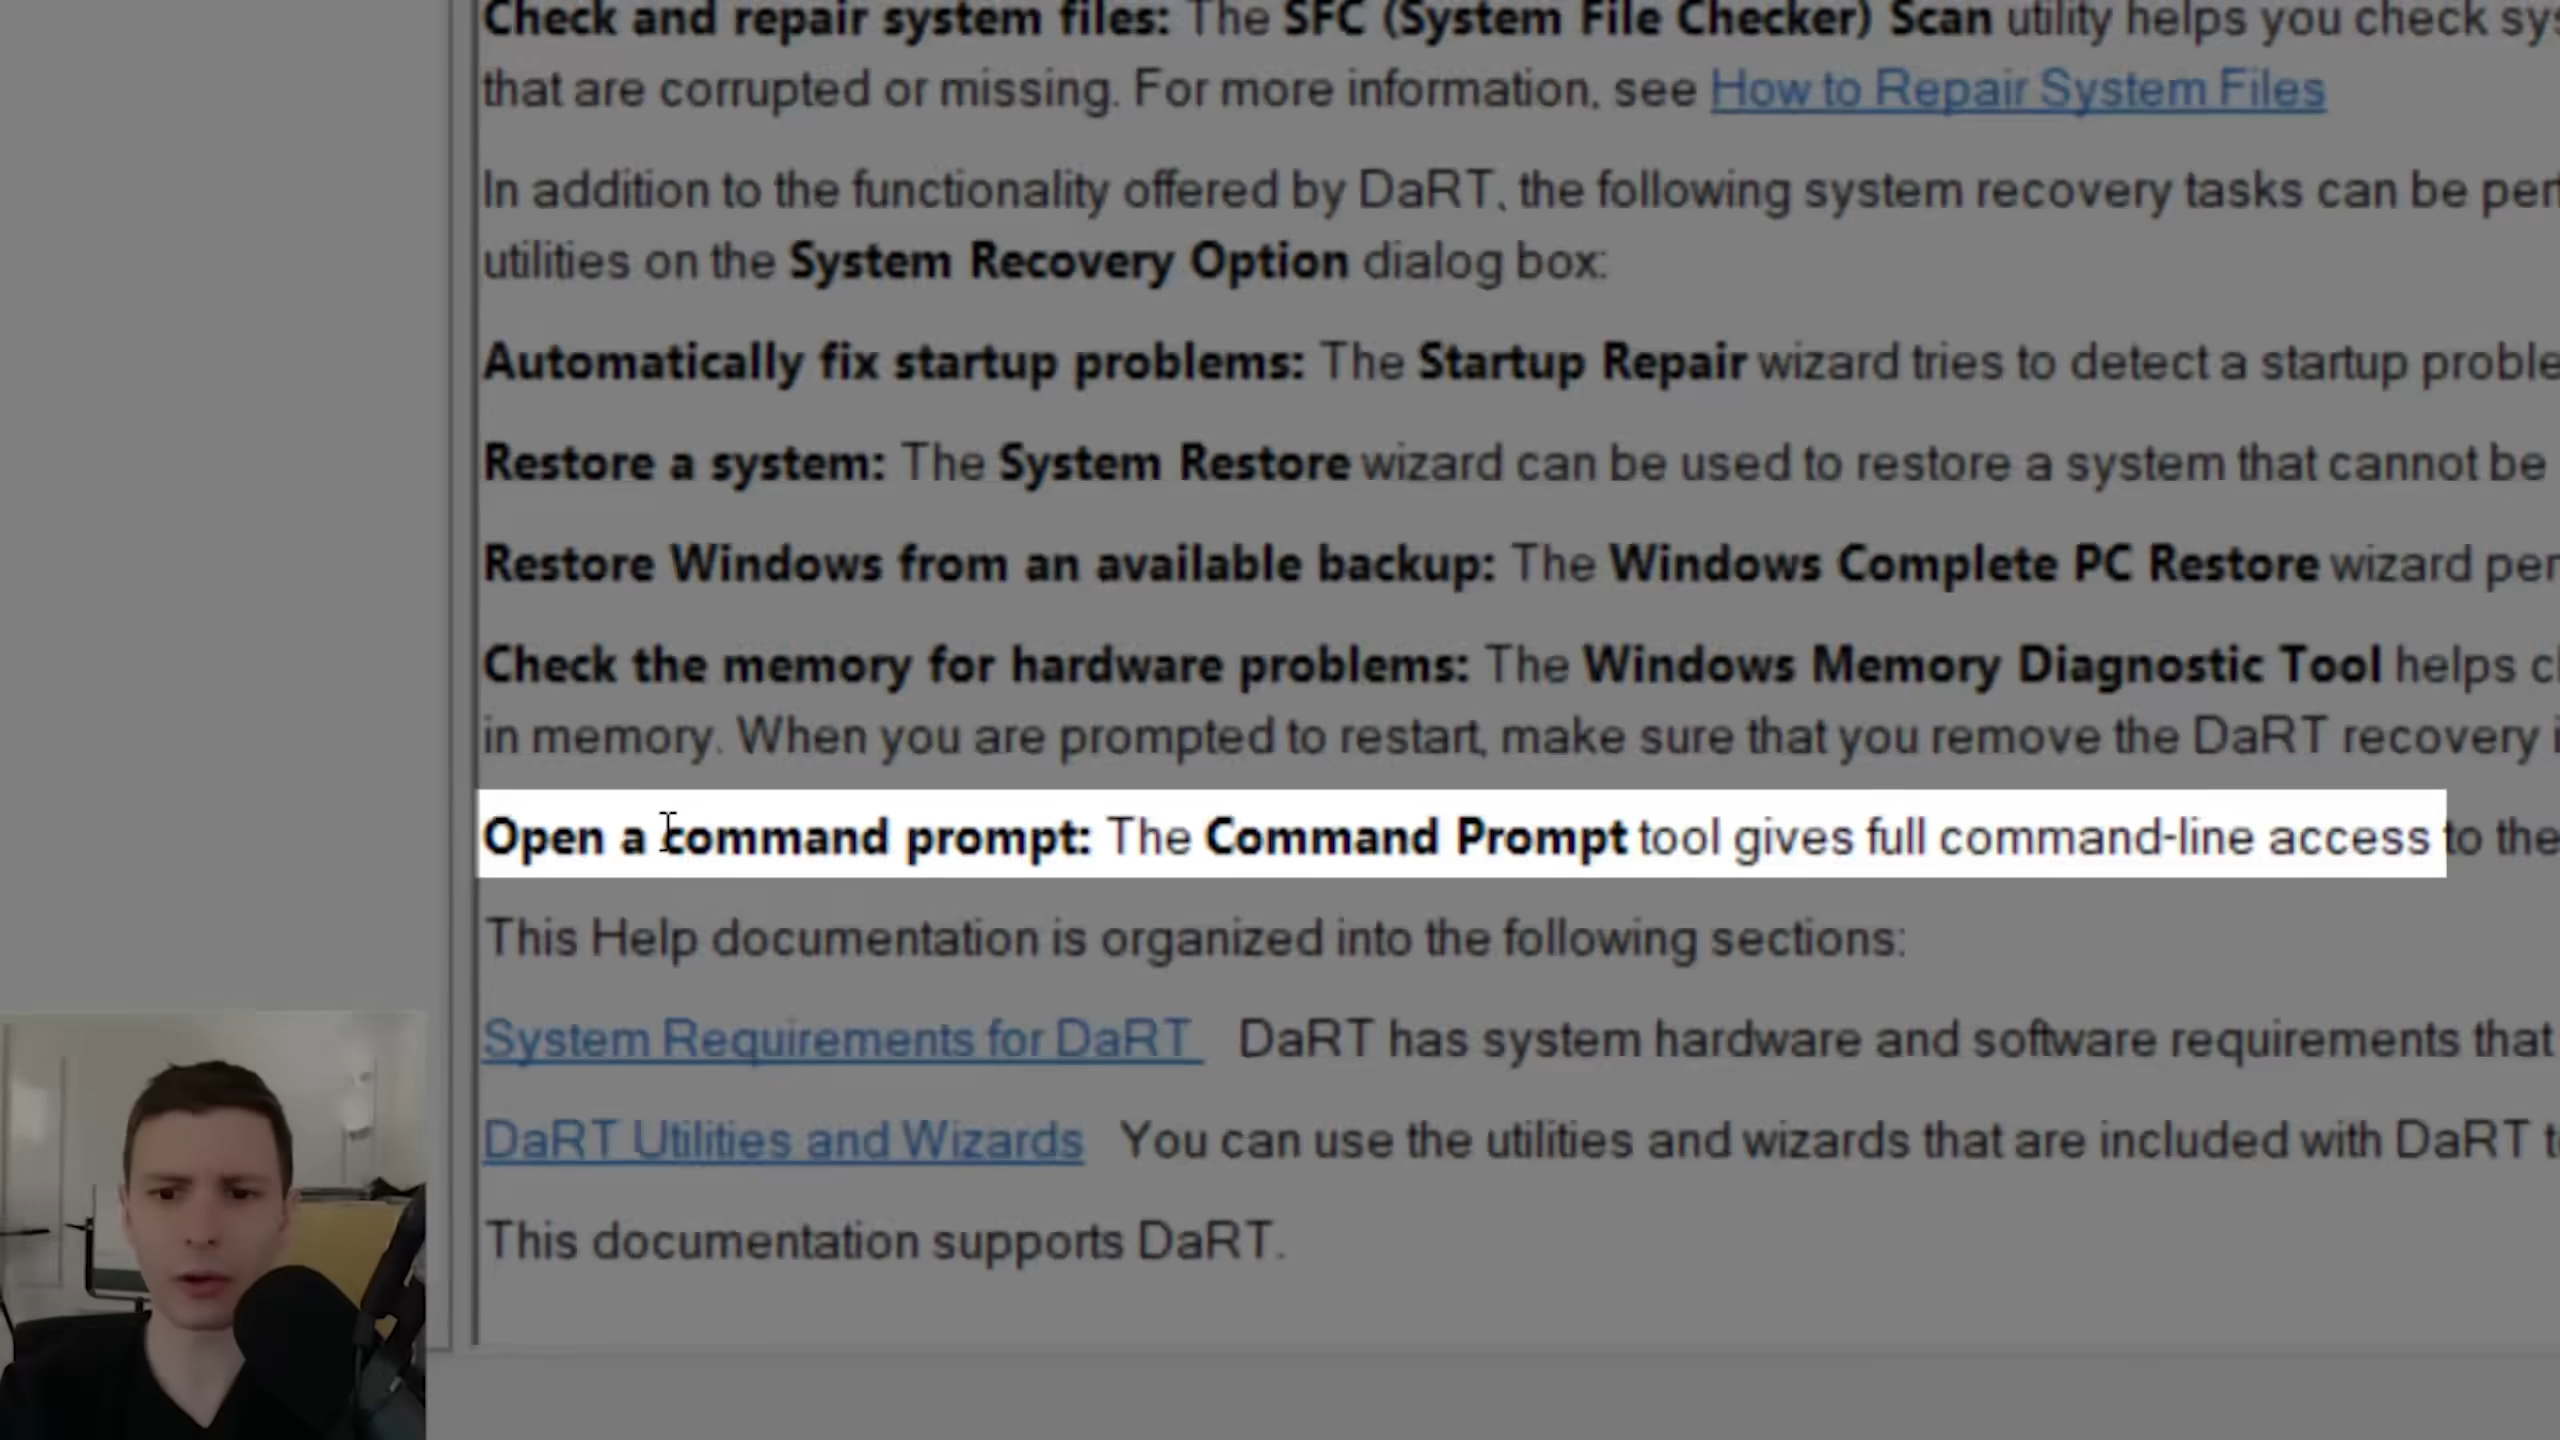 Check and repair system files: The SFC (System File Checker) Scan utility helps you check
that are corrupted or missing. For more information, see How to Repair System Files
In addition to the functionality offered by DaRT, the following system recovery tasks can be
utilities on the System Recovery Option dialog box:
Automatically fix startup problems: The Startup Repair wizard tries to detect a startup
Restore a system: The System Restore wizard can be used to restore a system that cannot be
Restore Windows from an available backup: The Windows Complete PC Restore wizard
Check the memory for hardware problems: The Windows Memory Diagnostic Tool helps
in memory. When you are prompted to restart, make sure that you remove the DaRT recovery
Open a command prompt: The Command Prompt tool gives full command-line access to the
This Help documentation is organized into the following sections:
System Requirements for DaRT DaRT has system hardware and software requirements that
DaRT Utilities and Wizards You can use the utilities and wizards that are included with DaRT
This documentation supports DaRT.